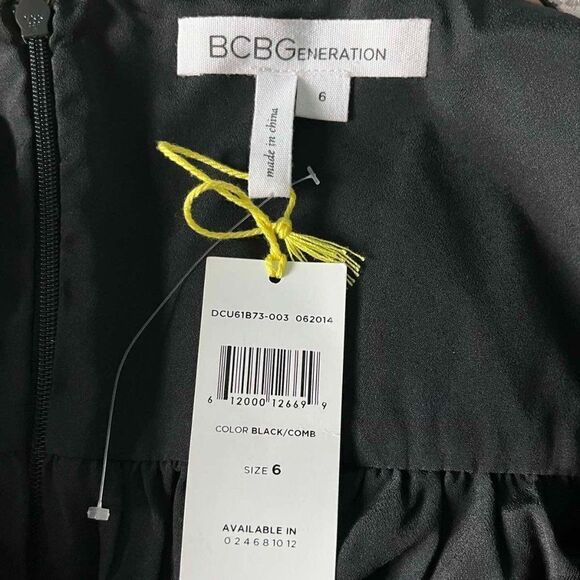 BCBGENERATION
6
made in china
DCU61B73-003 062014
6 12000 12669 9
COLOR BLACK/COMB
SIZE 6
AVAILABLE IN
0 2 4 6 8 10 12